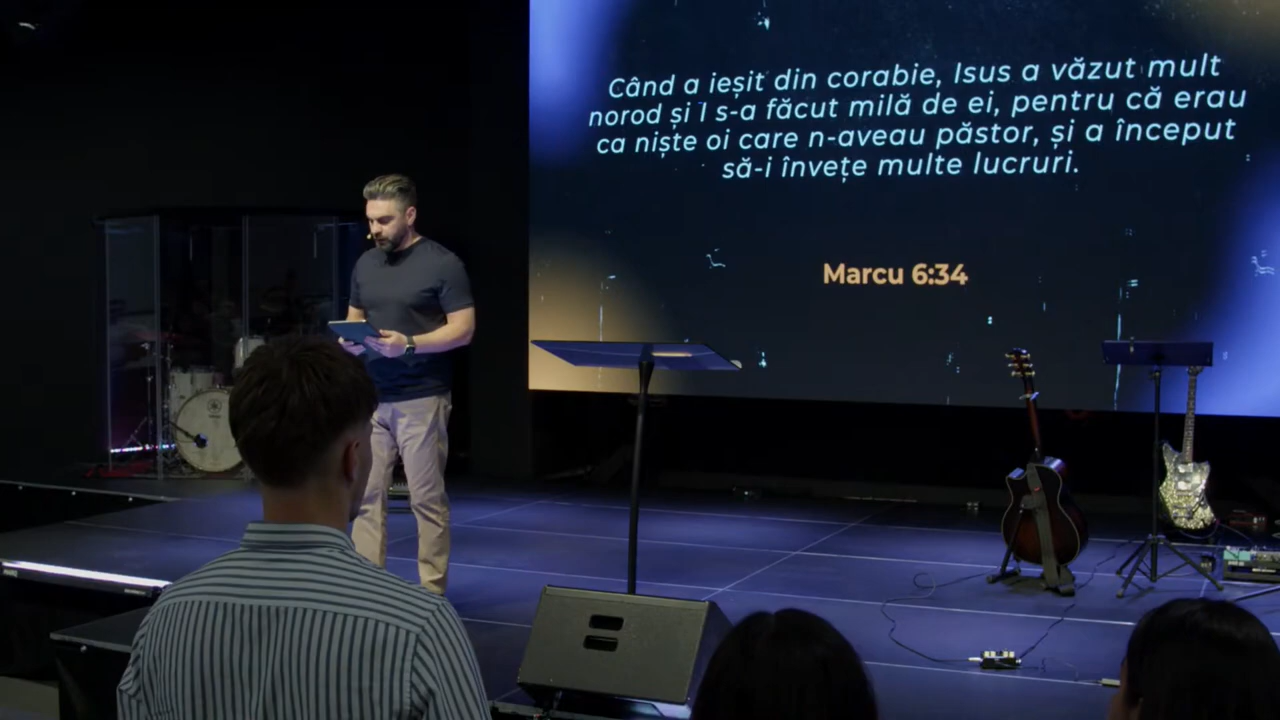 Când a ieșit din corabie, Isus a văzut mult
norod și I s-a făcut milă de ei, pentru că erau
ca niște oi care n-aveau păstor, și a început
să-i învețe multe lucruri.
Marcu 6:34